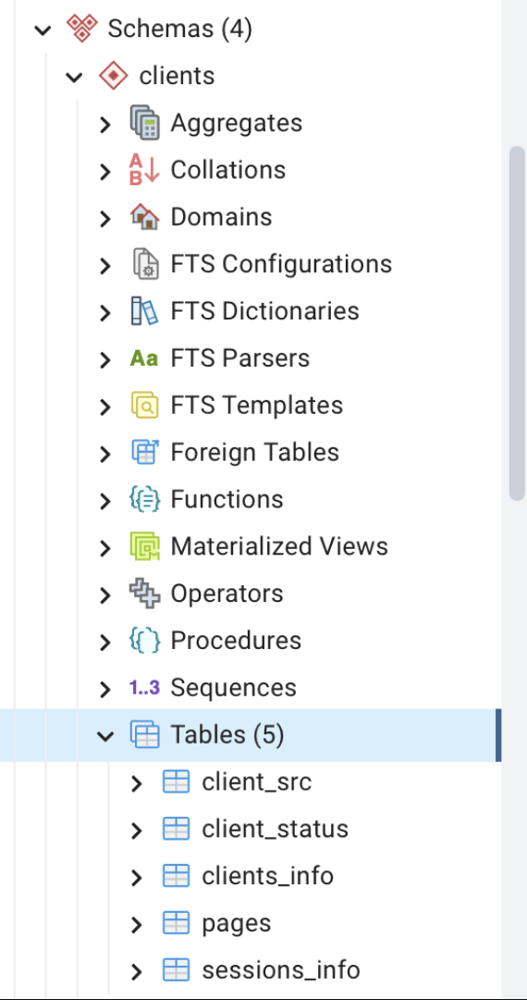 Schemas (4)
clients
Aggregates
A
B
Collations
Domains
FTS Configurations
FTS Dictionaries
Aa FTS Parsers
FTS Templates
Foreign Tables
Functions
Materialized Views
Operators
Procedures
1..3 Sequences
Tables (5)
client_src
client_status
clients_info
pages
sessions_info